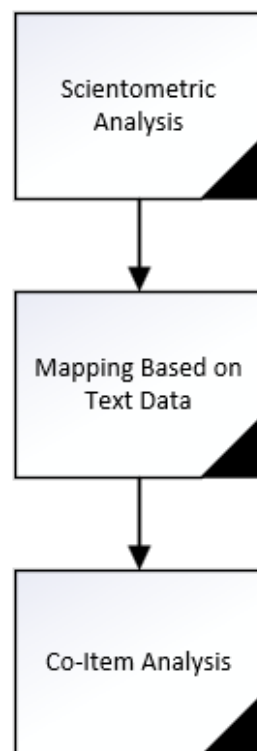 Scientometric
Analysis
Mapping Based on
Text Data
Co-Item Analysis